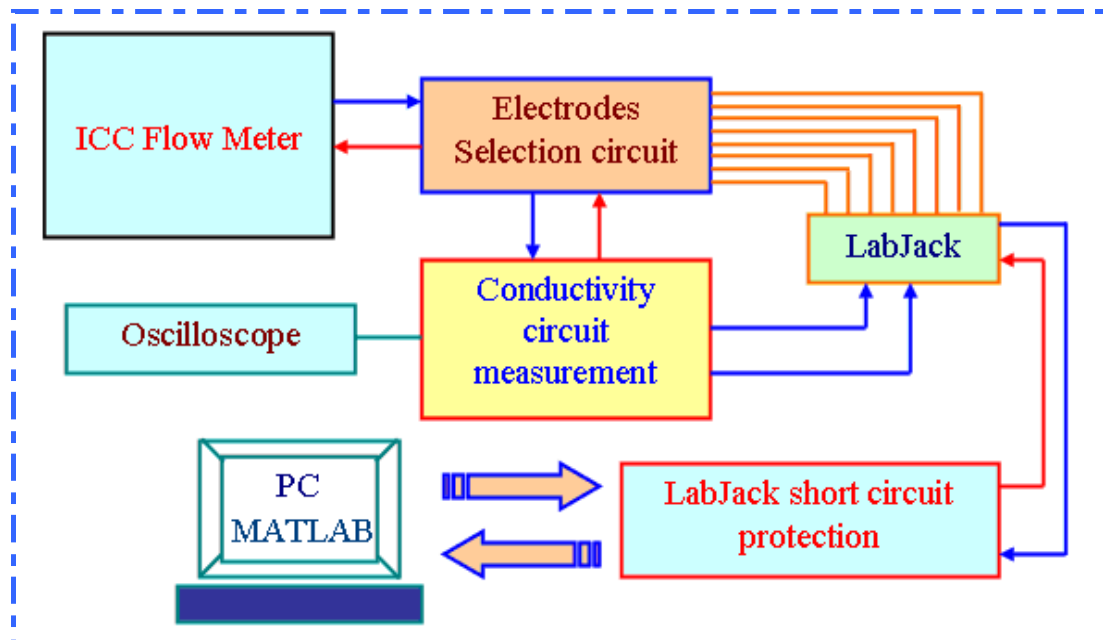 ICC Flow Meter
Electrodes
Selection circuit
LabJack
Oscilloscope
Conductivity
circuit
measurement
PC
MATLAB
LabJack short circuit
protection